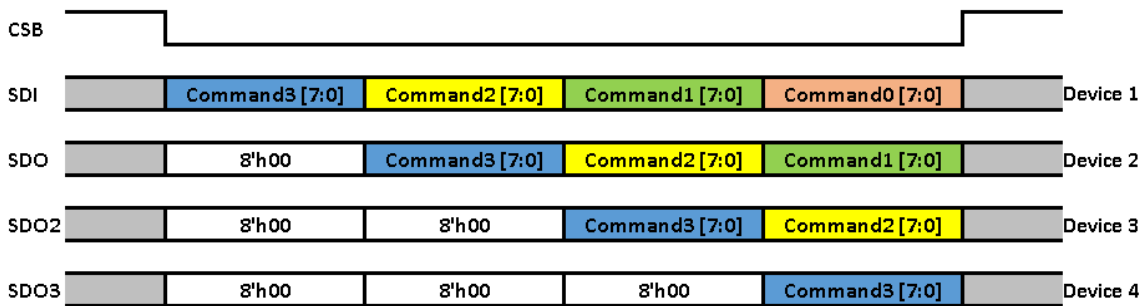 CSB
SDI Command3 [7:0] Command2 [7:0] Command1 [7:0] Command0 [7:0] Device 1
SDO 8'h00 Command3 [7:0] Command2 [7:0] Command1 [7:0] Device 2
SDO2 8'h00 8'h00 Command3 [7:0] Command2 [7:0] Device 3
SDO3 8'h00 8'h00 8'h00 Command3 [7:0] Device 4